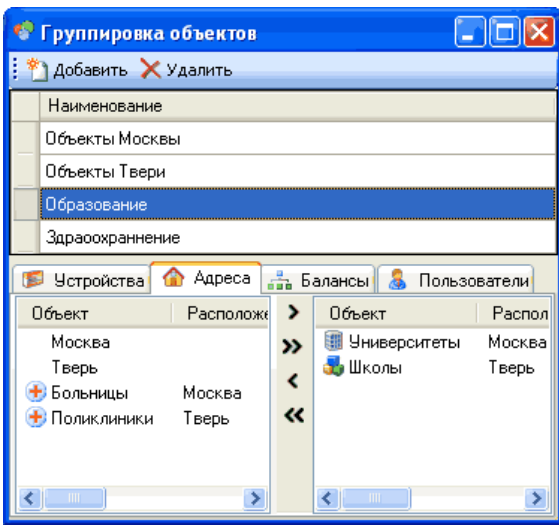 Группировка объектов
Добавить Удалить
Наименование
Объекты Москвы
Объекты Твери
Образование
Здраоохраннение
Устройства Адреса Балансы Пользователи
Объект Расположе Объект Распол
Москва Университеты Москва
Тверь Школы Тверь
Больницы Москва
Поликлиники Тверь